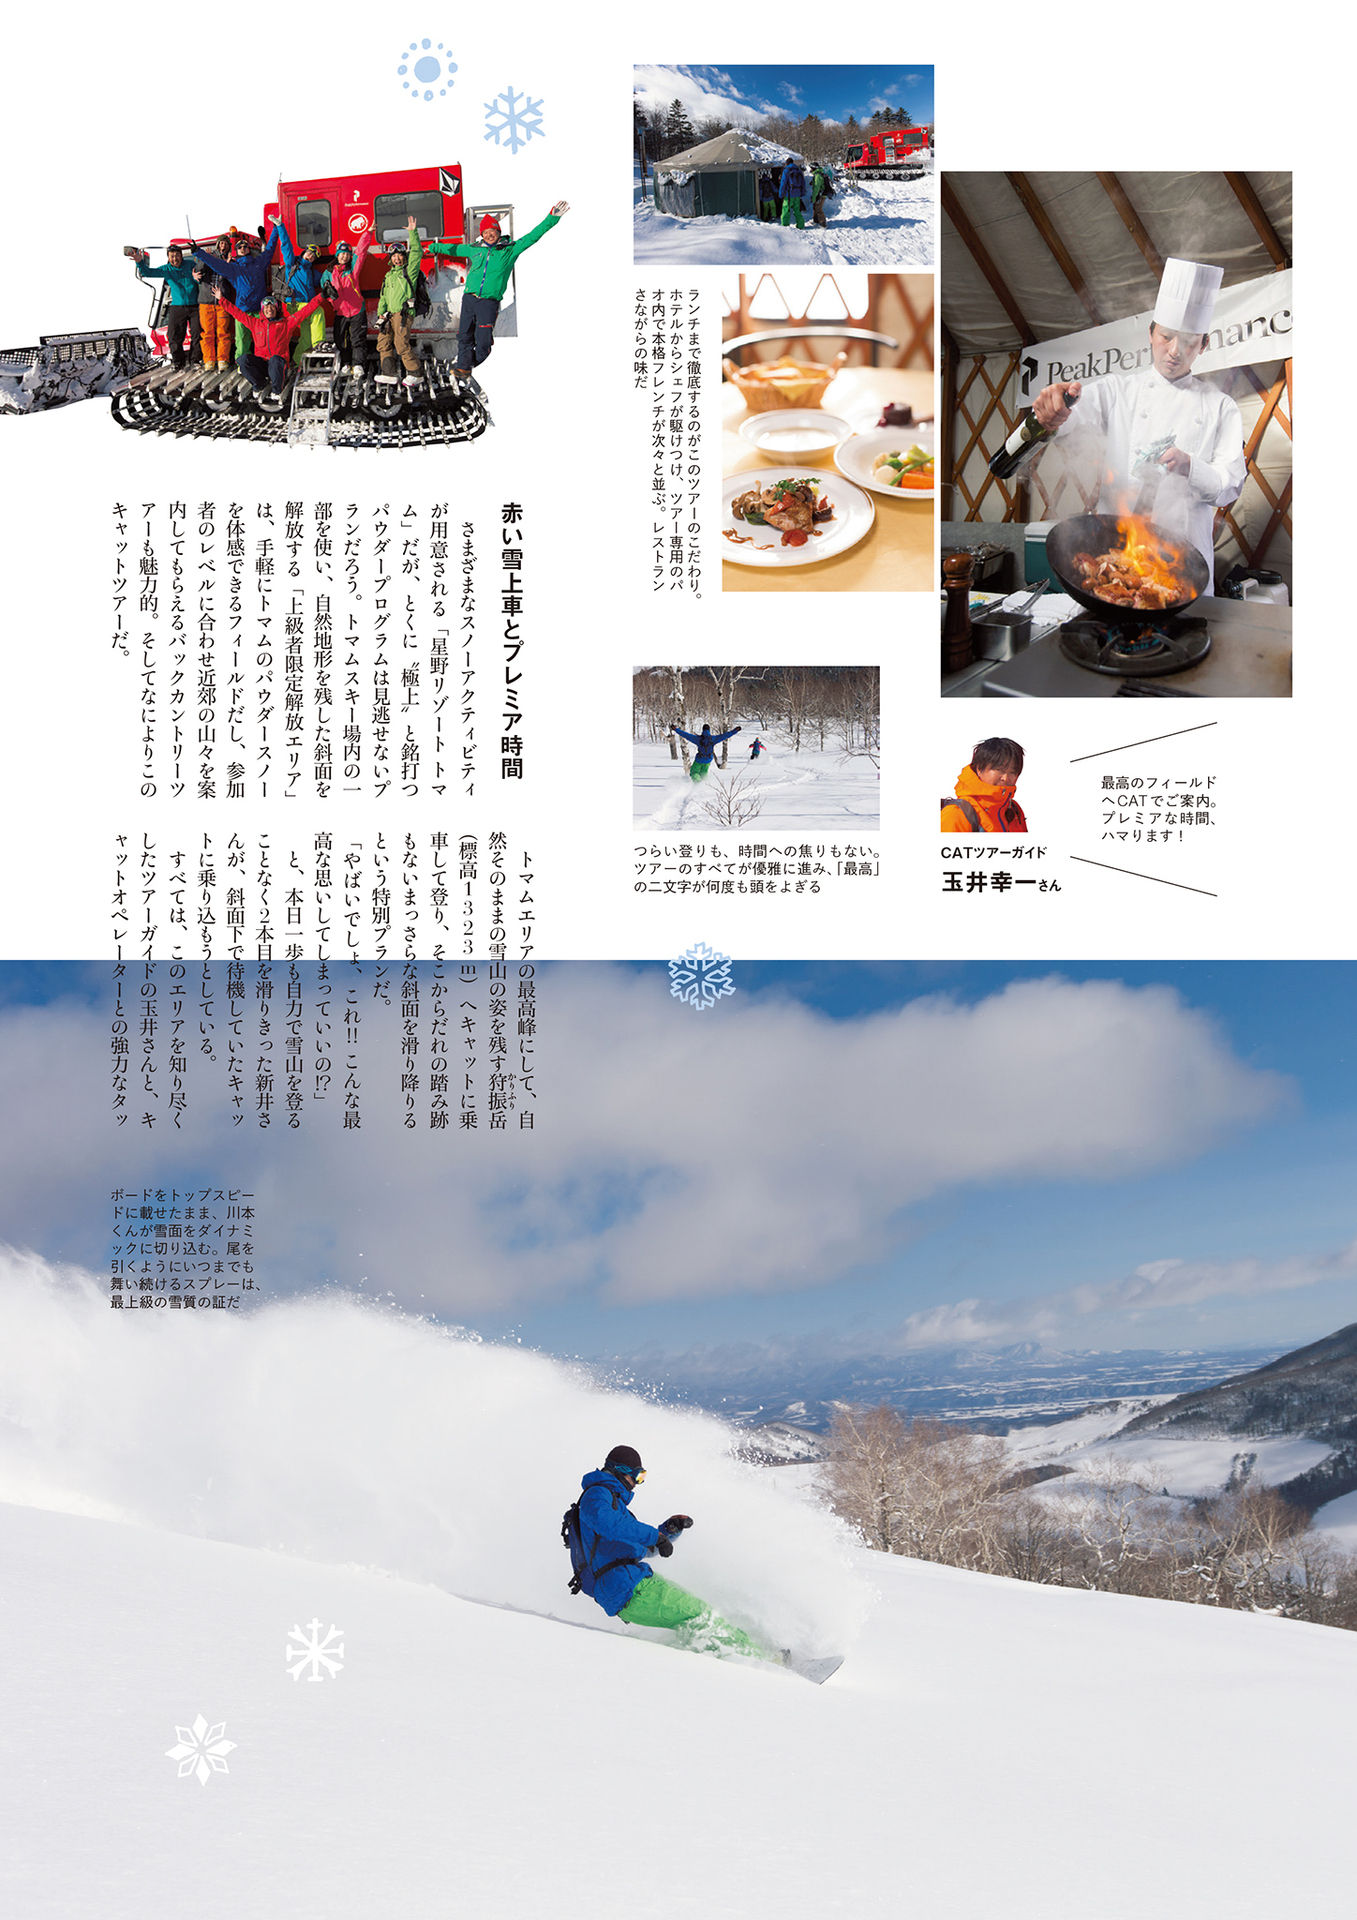 PeakPerformance
ランチまで徹底するのがこのツアーのこだわり。
ホテルからシェフが駆けつけ、ツアー専用のパ
オ内で本格フレンチが次々と並ぶ。レストラン
さながらの味だ
最高のフィールド
へCATでご案内。
プレミアな時間、
ハマります！
CATツアーガイド
玉井幸一さん
つらい登りも、時間への焦りもない。
ツアーのすべてが優雅に進み、「最高」
の二文字が何度も頭をよぎる
赤い雪上車とプレミア時間
さまざまなスノーアクティビティ
が用意される「星野リゾート トマ
ム」だが、とくに〝極上〟と銘打つ
パウダープログラムは見逃せないプ
ランだろう。トマムスキー場内の一
部を使い、自然地形を残した斜面を
解放する「上級者限定解放エリア」
は、手軽にトマムのパウダースノー
を体感できるフィールドだし、参加
者のレベルに合わせ近郊の山々を案
内してもらえるバックカントリーツ
アーも魅力的。そしてなによりこの
キャットツアーだ。
トマムエリアの最高峰にして、自
然そのままの雪山の姿を残す狩振岳
かりふり
（標高1323m）へキャットに乗
車して登り、そこからだれの踏み跡
もないまっさらな斜面を滑り降りる
という特別プランだ。
「やばいでしょ、これ!! こんな最
高な思いしてしまっていいの!?」
と、本日一歩も自力で雪山を登る
ことなく2本目を滑りきった新井さ
んが、斜面下で待機していたキャッ
トに乗り込もうとしている。
すべては、このエリアを知り尽く
したツアーガイドの玉井さんと、キ
ャットオペレーターとの強力なタッ
ボードをトップスピー
ドに載せたまま、川本
くんが雪面をダイナミ
ックに切り込む。尾を
引くようにいつまでも
舞い続けるスプレーは、
最上級の雪質の証だ